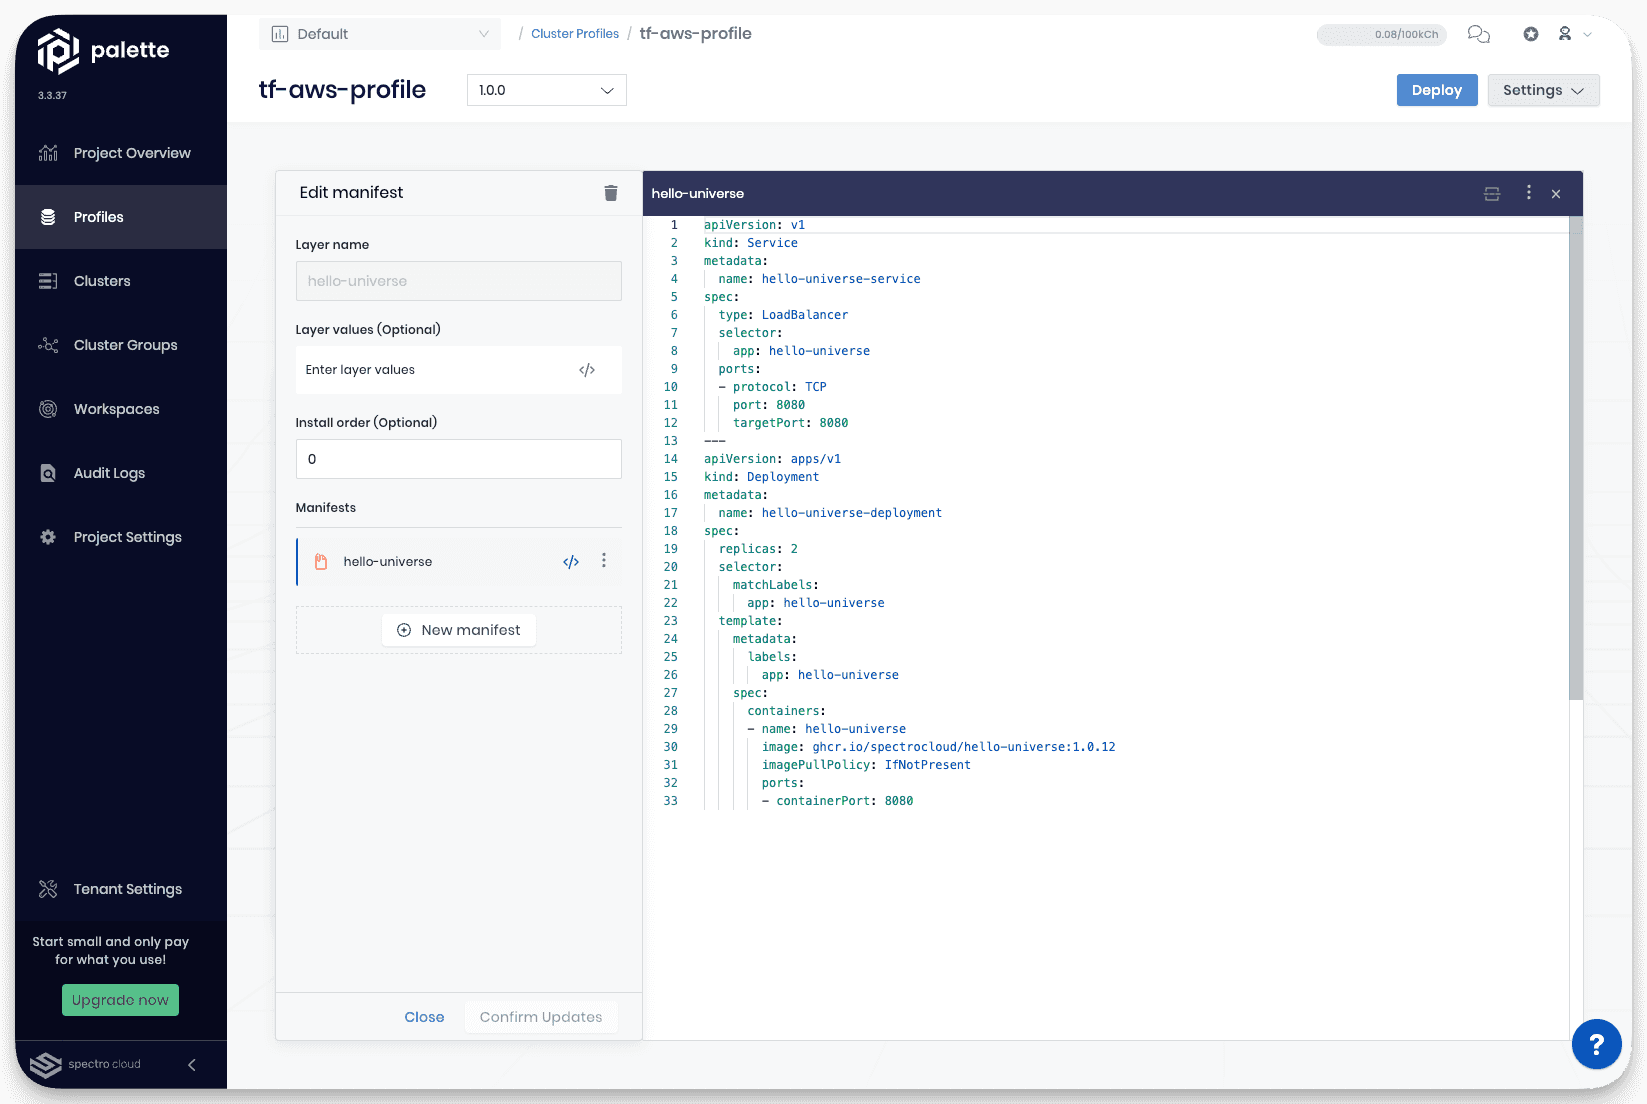 palette
3.3.37
Project Overview
Profiles
Clusters
Cluster Groups
Workspaces
Audit Logs
Project Settings
Tenant Settings
Start small and only pay
for what you use!
Upgrade now
spectro cloud
Default
/ Cluster Profiles / tf-aws-profile
0.08/100kCh
tf-aws-profile
1.0.0
Deploy
Settings
Edit manifest
Layer name
hello-universe
Layer values (Optional)
Enter layer values
</>
Install order (Optional)
0
Manifests
hello-universe </>
New manifest
Close
Confirm Updates
hello-universe
1 apiVersion: v1
2 kind: Service
3 metadata:
4   name: hello-universe-service
5 spec:
6   type: LoadBalancer
7   selector:
8     app: hello-universe
9   ports:
10   - protocol: TCP
11     port: 8080
12     targetPort: 8080
13 ---
14 apiVersion: apps/v1
15 kind: Deployment
16 metadata:
17   name: hello-universe-deployment
18 spec:
19   replicas: 2
20   selector:
21     matchLabels:
22       app: hello-universe
23   template:
24     metadata:
25       labels:
26         app: hello-universe
27     spec:
28       containers:
29       - name: hello-universe
30         image: ghcr.io/spectrocloud/hello-universe:1.0.12
31         imagePullPolicy: IfNotPresent
32         ports:
33         - containerPort: 8080
?